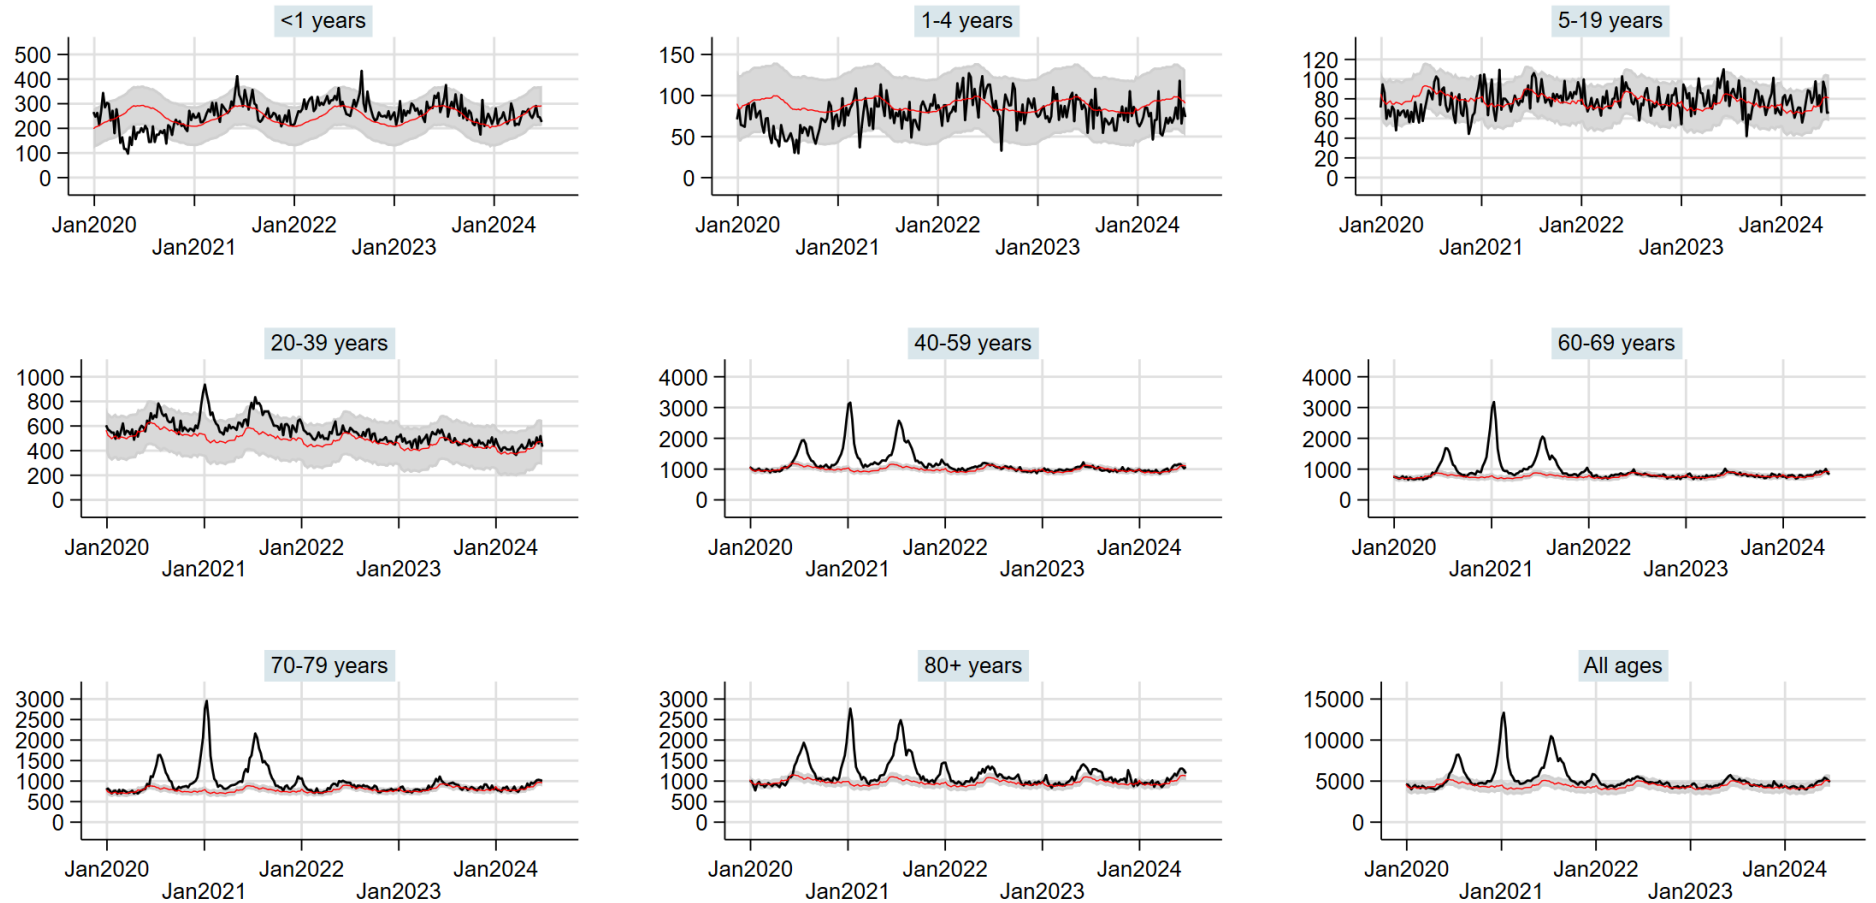 <1 years
500
400
300
200
100
0
Jan2020 Jan2022 Jan2024
Jan2021 Jan2023
1-4 years
150
100
50
0
Jan2020 Jan2022 Jan2024
Jan2021 Jan2023
5-19 years
120
100
80
60
40
20
0
Jan2020 Jan2022 Jan2024
Jan2021 Jan2023
20-39 years
1000
800
600
400
200
0
Jan2020 Jan2022 Jan2024
Jan2021 Jan2023
40-59 years
4000
3000
2000
1000
0
Jan2020 Jan2022 Jan2024
Jan2021 Jan2023
60-69 years
4000
3000
2000
1000
0
Jan2020 Jan2022 Jan2024
Jan2021 Jan2023
70-79 years
3000
2500
2000
1500
1000
500
0
Jan2020 Jan2022 Jan2024
Jan2021 Jan2023
80+ years
3000
2500
2000
1500
1000
500
0
Jan2020 Jan2022 Jan2024
Jan2021 Jan2023
All ages
15000
10000
5000
0
Jan2020 Jan2022 Jan2024
Jan2021 Jan2023